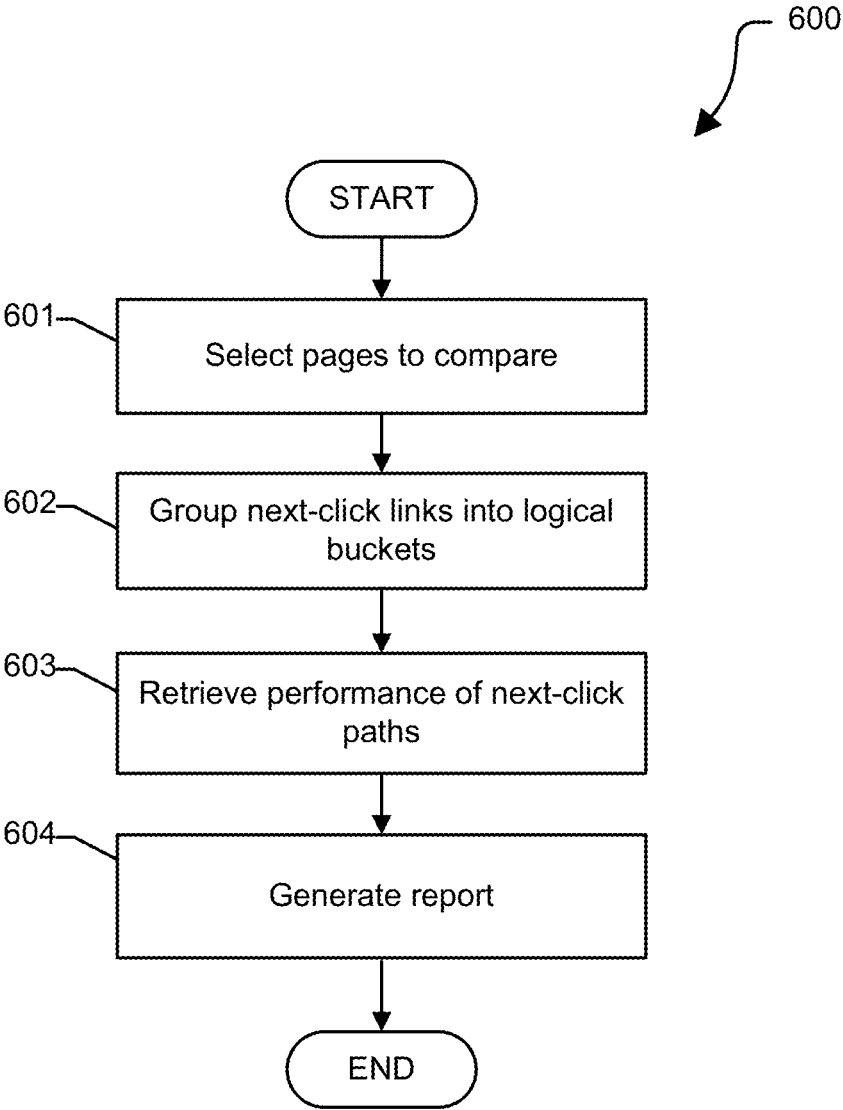 600
START
601
Select pages to compare
602
Group next-click links into logical
buckets
603
Retrieve performance of next-click
paths
604
Generate report
END